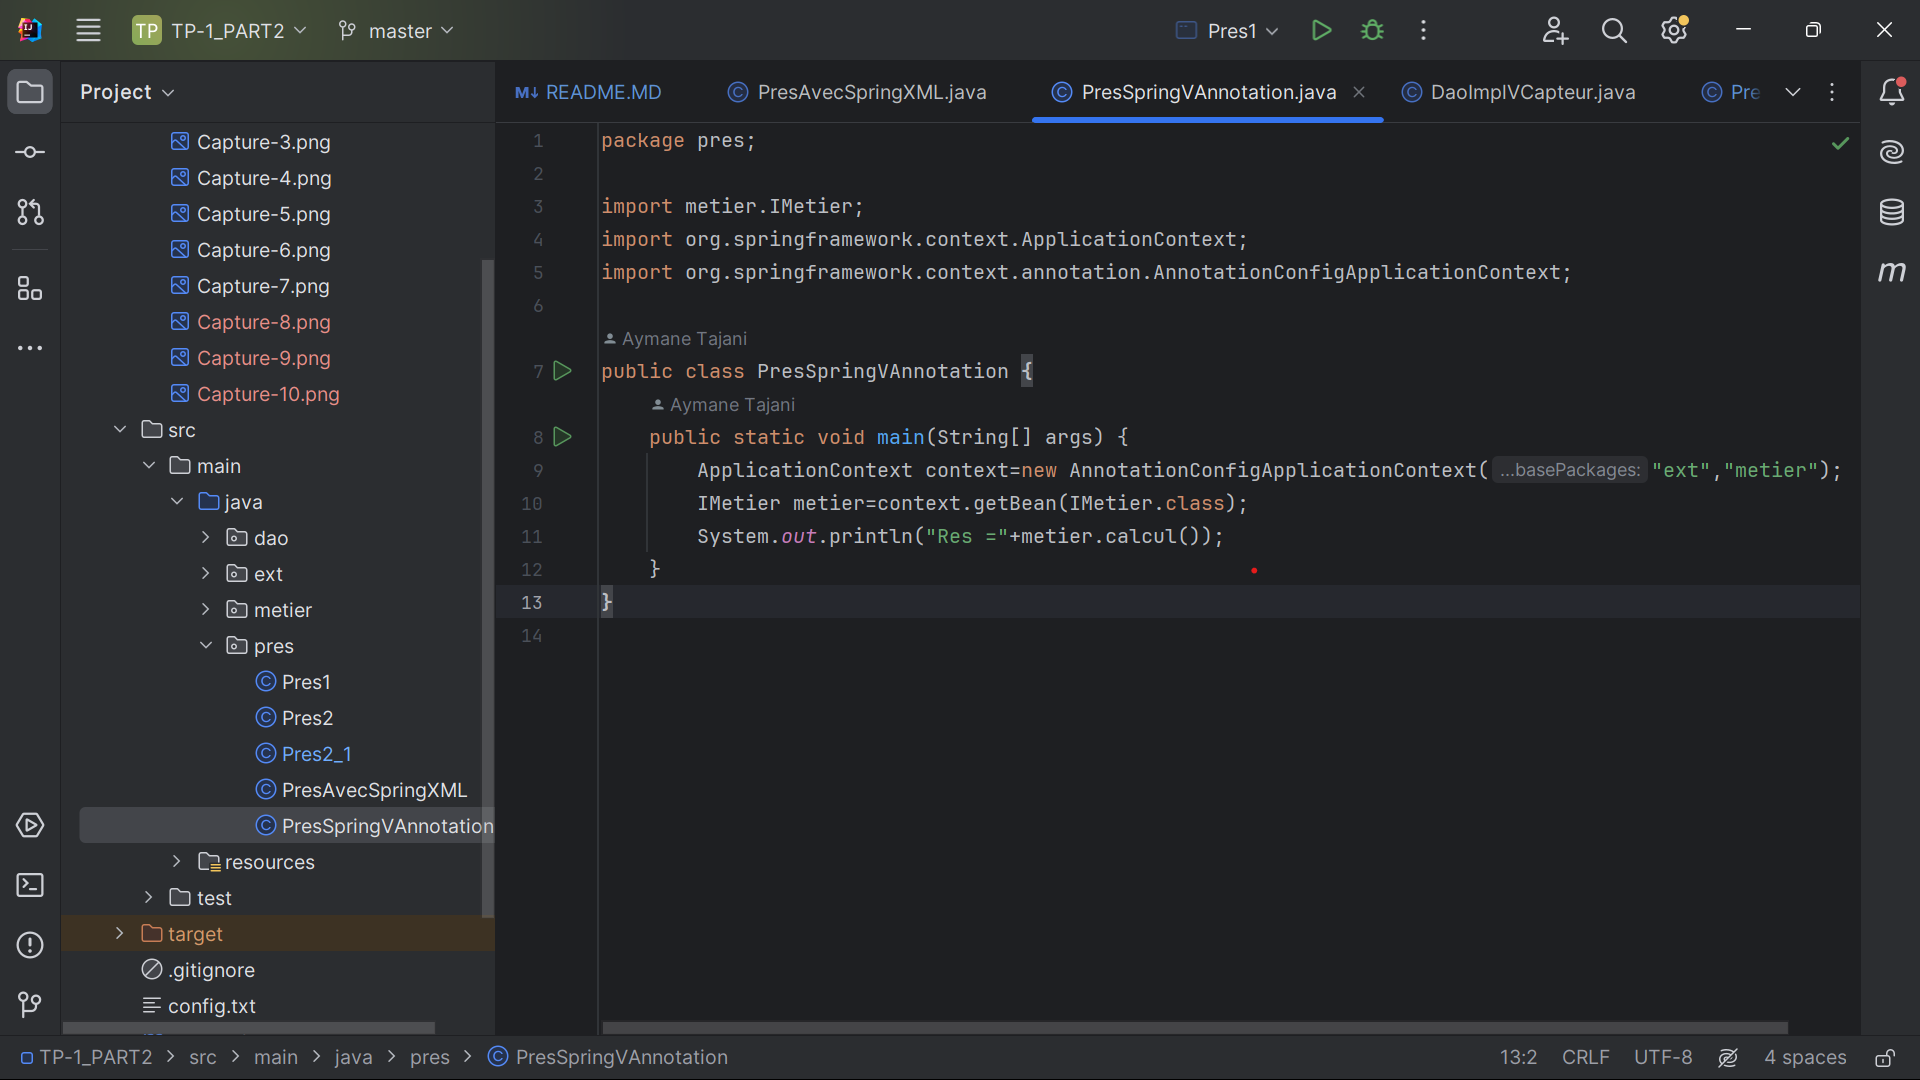 TP TP-1_PART2 master Pres1
Project
Capture-3.png
Capture-4.png
Capture-5.png
Capture-6.png
Capture-7.png
Capture-8.png
Capture-9.png
Capture-10.png
src
main
java
dao
ext
metier
pres
Pres1
Pres2
Pres2_1
PresAvecSpringXML
PresSpringVAnnotation
resources
test
target
.gitignore
config.txt
M↓ README.MD PresAvecSpringXML.java PresSpringVAnnotation.java DaoImplVCapteur.java Pre
1 package pres;
2
3 import metier.IMetier;
4 import org.springframework.context.ApplicationContext;
5 import org.springframework.context.annotation.AnnotationConfigApplicationContext;
6
Aymane Tajani
7 public class PresSpringVAnnotation {
Aymane Tajani
8 public static void main(String[] args) {
9 ApplicationContext context=new AnnotationConfigApplicationContext( ...basePackages: "ext","metier");
10 IMetier metier=context.getBean(IMetier.class);
11 System.out.println("Res ="+metier.calcul());
12 }
13 }
14
m
TP-1_PART2 > src > main > java > pres > PresSpringVAnnotation 13:2 CRLF UTF-8 4 spaces